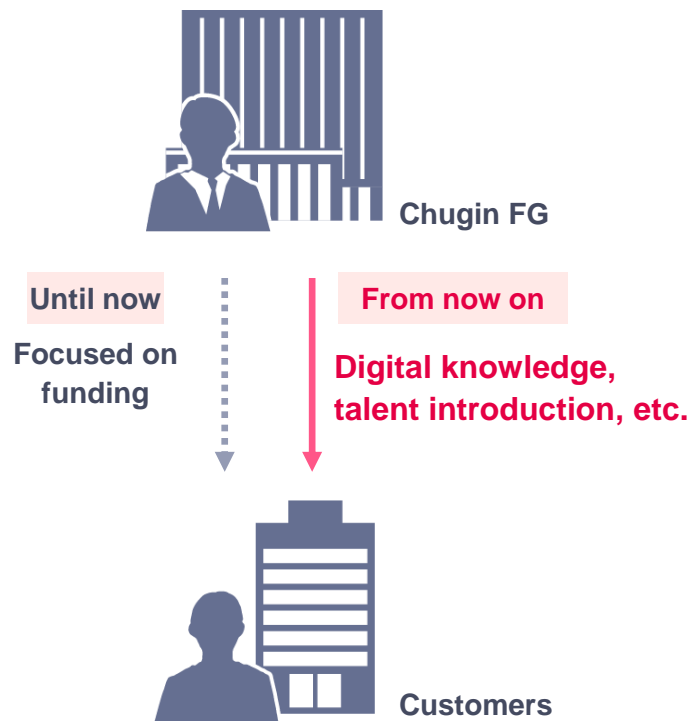 Chugin FG
Until now
Focused on
funding
From now on
Digital knowledge,
talent introduction, etc.
Customers